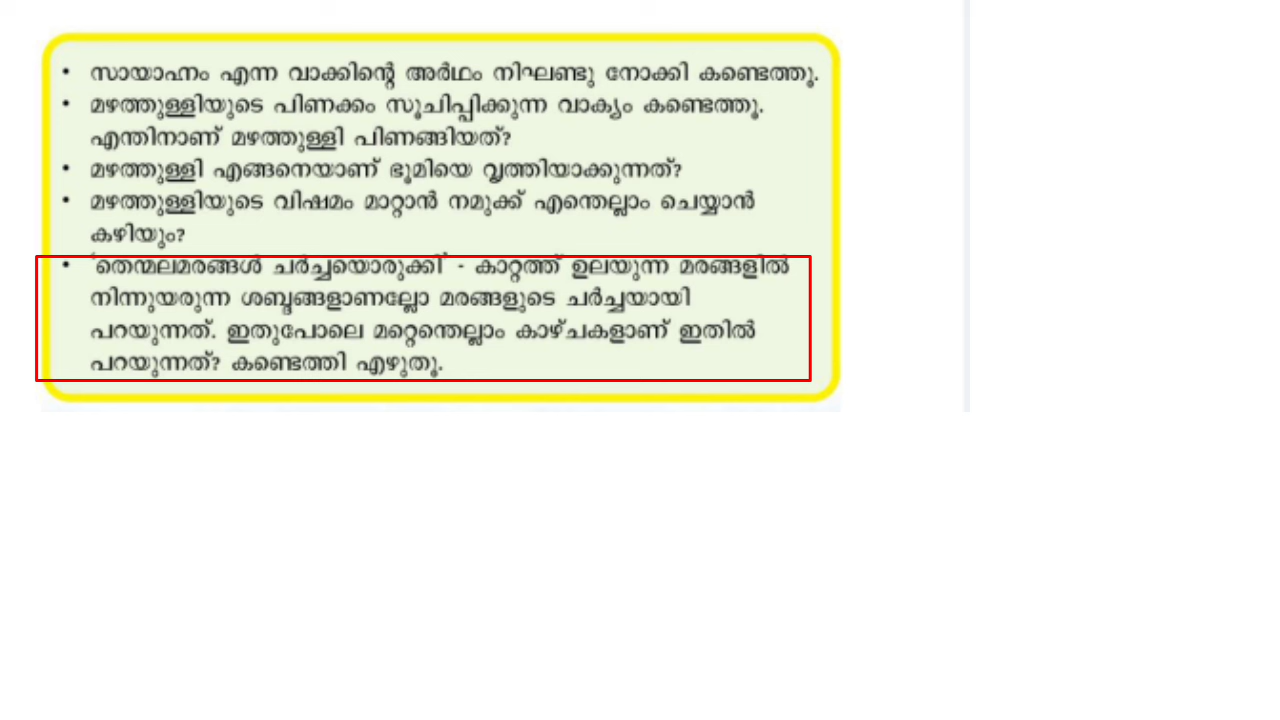 • സായാഹ്നം എന്ന വാക്കിന്റെ അർഥം നിഘണ്ടു നോക്കി കണ്ടെത്തൂ.
• മഴത്തുള്ളിയുടെ പിണക്കം സൂചിപ്പിക്കുന്ന വാക്യം കണ്ടെത്തൂ.
എന്തിനാണ് മഴത്തുള്ളി പിണങ്ങിയത്?
• മഴത്തുള്ളി എങ്ങനെയാണ് ഭൂമിയെ വൃത്തിയാക്കുന്നത്?
• മഴത്തുള്ളിയുടെ വിഷമം മാറ്റാൻ നമുക്ക് എന്തെല്ലാം ചെയ്യാൻ
കഴിയും?
• 'തെന്മലമരങ്ങൾ ചർച്ചയൊരുക്കി' - കാറ്റത്ത് ഉലയുന്ന മരങ്ങളിൽ
നിന്നുയരുന്ന ശബ്ദങ്ങളാണല്ലോ മരങ്ങളുടെ ചർച്ചയായി
പറയുന്നത്. ഇതുപോലെ മറ്റെന്തെല്ലാം കാഴ്ചകളാണ് ഇതിൽ
പറയുന്നത്? കണ്ടെത്തി എഴുതൂ.